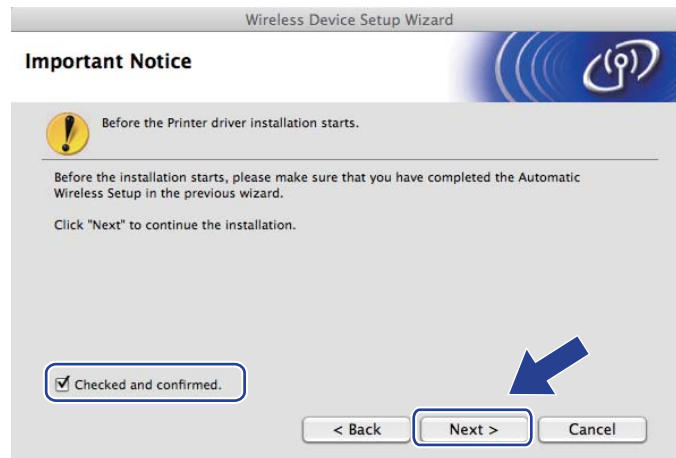 Wireless Device Setup Wizard
Important Notice
Before the Printer driver installation starts.
Before the installation starts, please make sure that you have completed the Automatic
Wireless Setup in the previous wizard.
Click "Next" to continue the installation.
Checked and confirmed.
< Back Next > Cancel